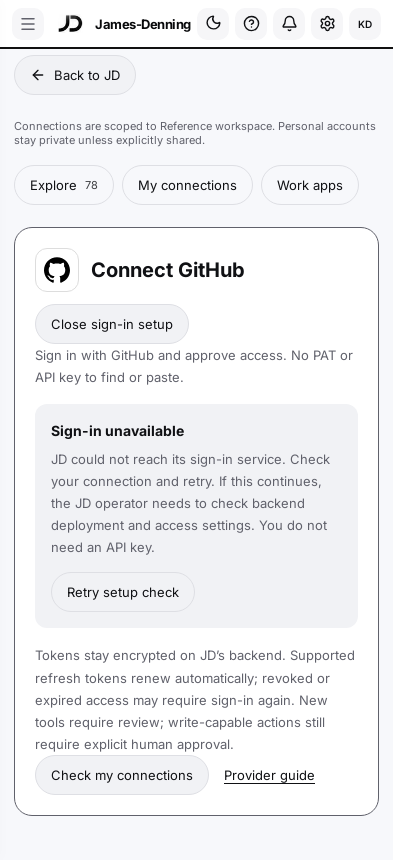 JD James-Denning KD
Back to JD
Connections are scoped to Reference workspace. Personal accounts
stay private unless explicitly shared.
Explore 78 My connections Work apps
Connect GitHub
Close sign-in setup
Sign in with GitHub and approve access. No PAT or
API key to find or paste.
Sign-in unavailable
JD could not reach its sign-in service. Check
your connection and retry. If this continues,
the JD operator needs to check backend
deployment and access settings. You do not
need an API key.
Retry setup check
Tokens stay encrypted on JD’s backend. Supported
refresh tokens renew automatically; revoked or
expired access may require sign-in again. New
tools require review; write-capable actions still
require explicit human approval.
Check my connections Provider guide